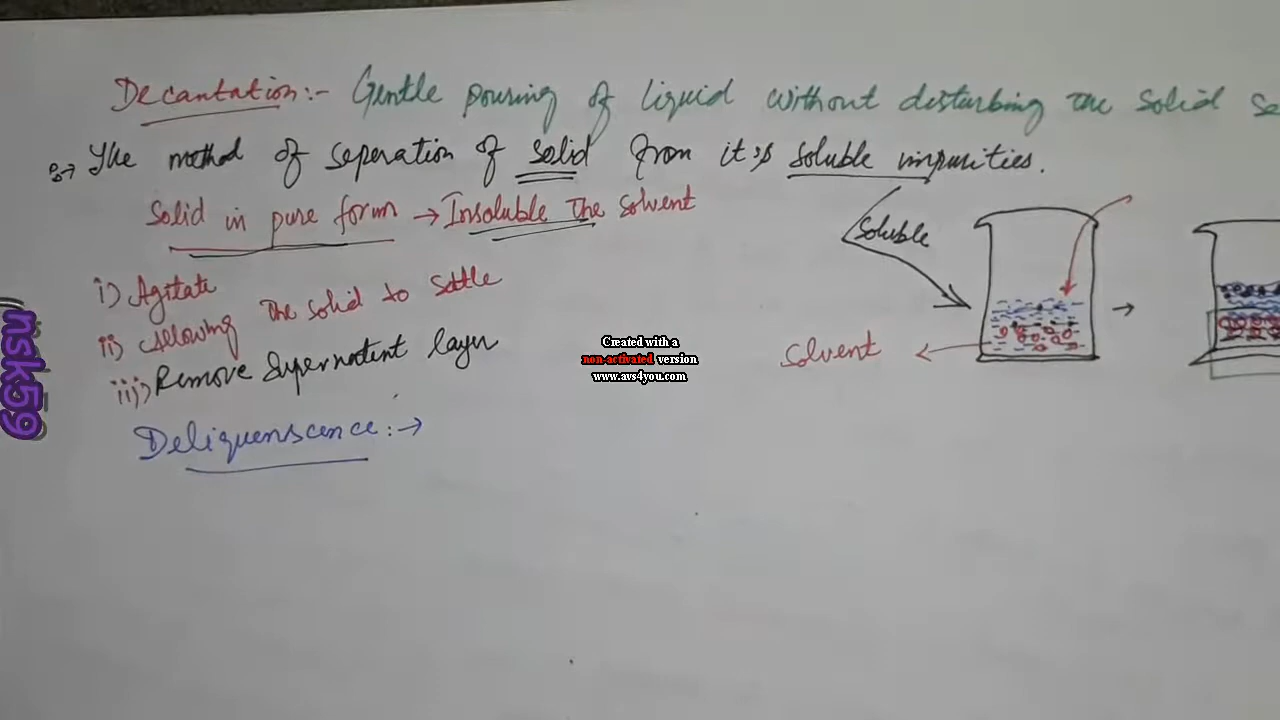 Decantation:- Gentle pouring of liquid without disturbing the solid
The method of seperation of solid from it's soluble impurities.
Solid in pure form → Insoluble the solvent
Soluble
i) Agitate
ii) Allowing the solid to settle
iii) Remove Supernatent layer
solvent ←
Deliquenscence:→
nsk59
Created with a
non-activated version
www.avs4you.com